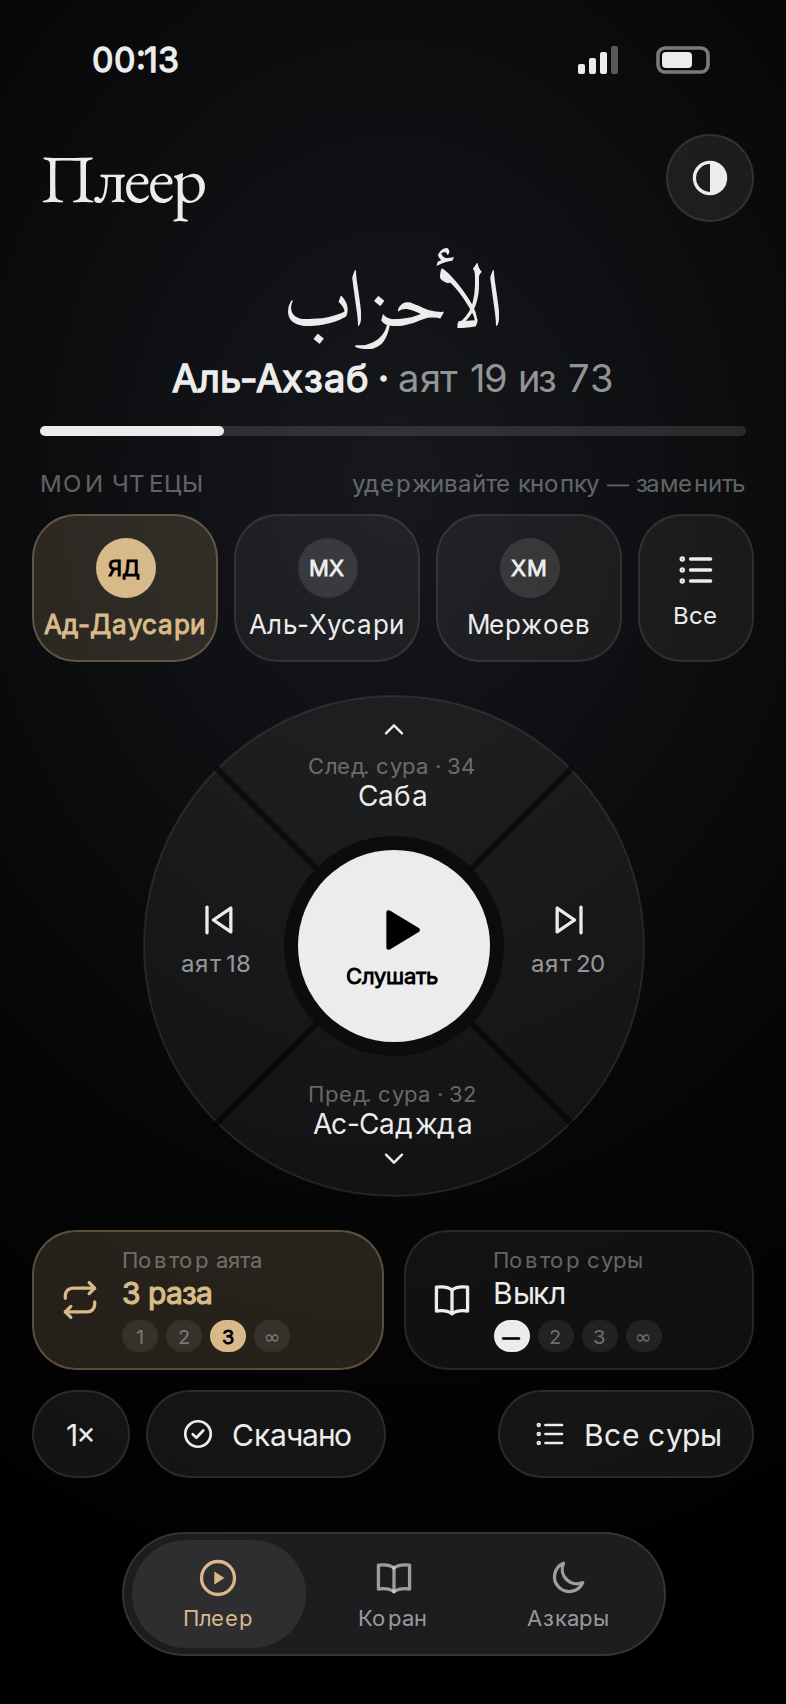 00:13
Плеер
الأحزاب
Аль-Ахзаб · аят 19 из 73
МОИ ЧТЕЦЫ удерживайте кнопку — заменить
ЯД МХ ХМ
Ад-Даусари Аль-Хусари Мержоев Все
След. сура · 34
Саба
аят 18 Слушать аят 20
Пред. сура · 32
Ас-Саджда
Повтор аята Повтор суры
3 раза Выкл
1 2 3 ∞ — 2 3 ∞
1× Скачано Все суры
Плеер Коран Азкары